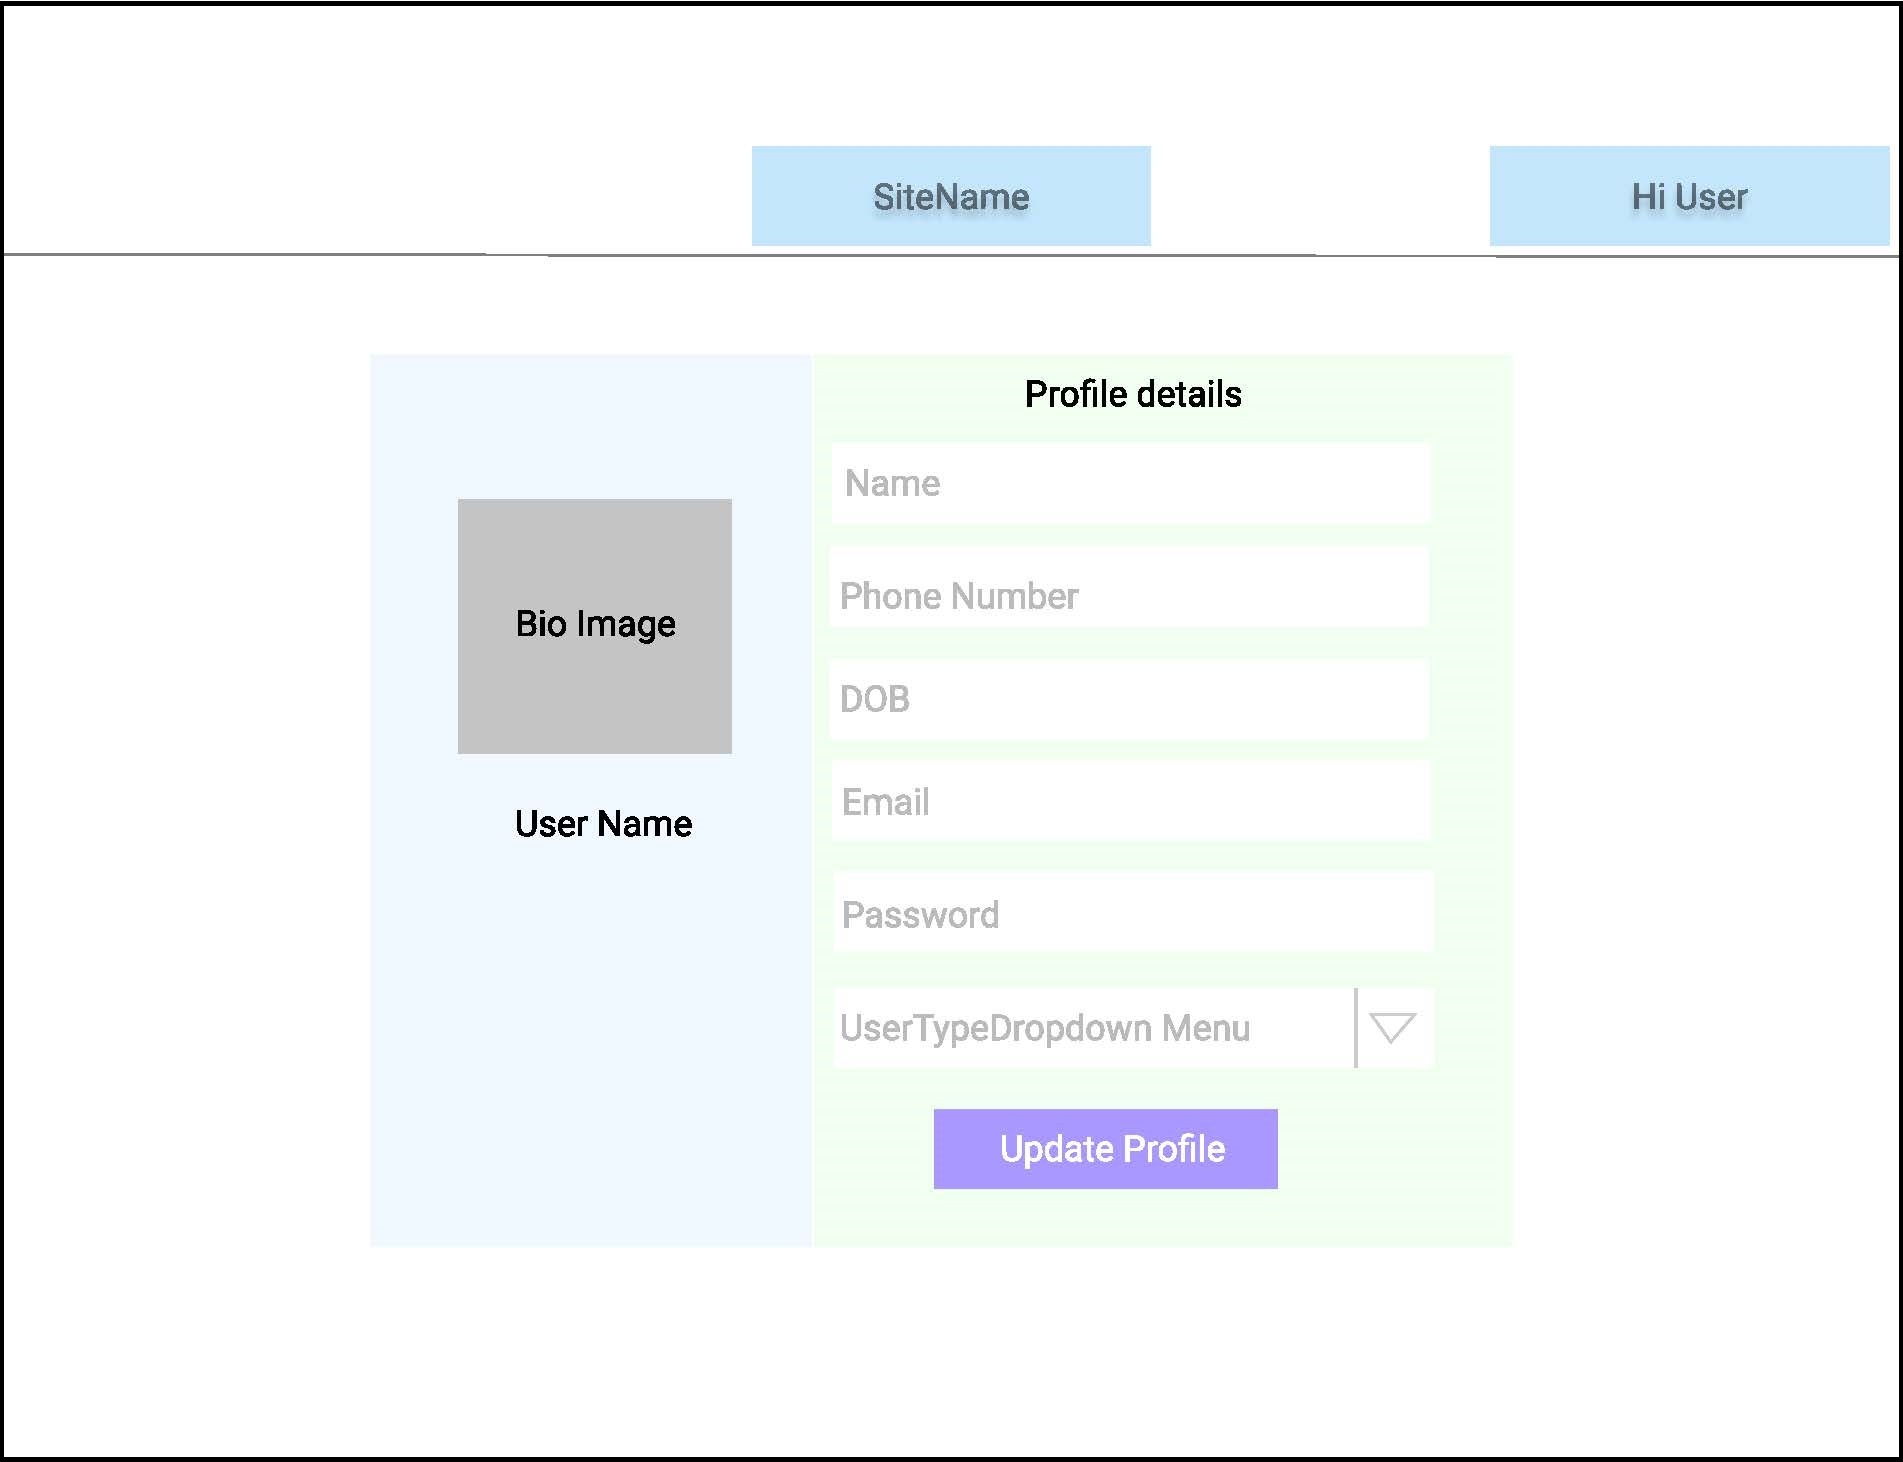 SiteName
Hi User
Bio Image
User Name
Profile details
Name
Phone Number
DOB
Email
Password
UserTypeDropdown Menu
Update Profile